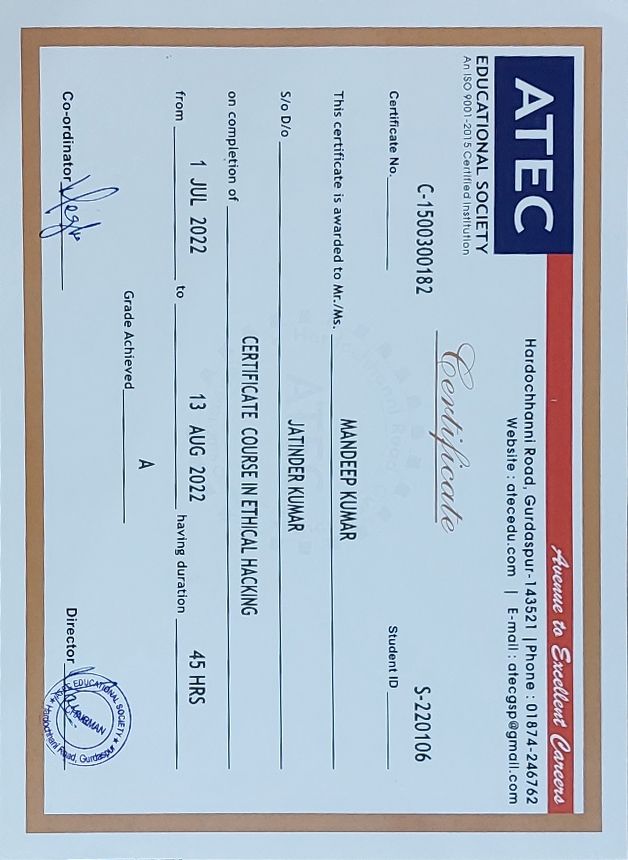 ATEC
EDUCATIONAL SOCIETY
An ISO 9001-2015 Certified Institution
Avenue to Excellent Careers
Hardochhanni Road, Gurdaspur-143521 | Phone : 01874-246762
Website : atecedu.com | E-mail : atecgsp@gmail.com
Certificate
C-1500300182
Certificate No.
S-220106
Student ID
This certificate is awarded to Mr./Ms. MANDEEP KUMAR
S/o D/o JATINDER KUMAR
on completion of CERTIFICATE COURSE IN ETHICAL HACKING
from 1 JUL 2022 to 13 AUG 2022 having duration 45 HRS
Grade Achieved A
Co-ordinator
Director
EDUCATIONAL SOCIETY
Hardochhani Road, Gurdaspur